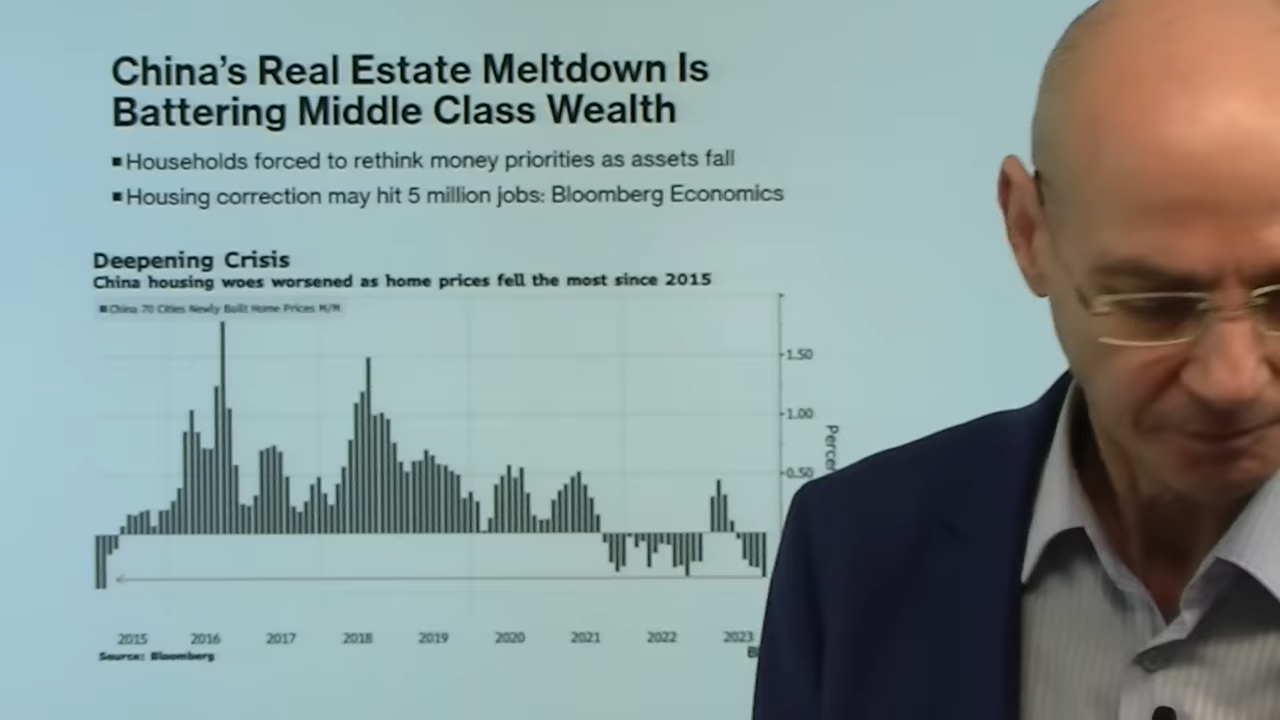 China's Real Estate Meltdown Is
Battering Middle Class Wealth
▪Households forced to rethink money priorities as assets fall
▪Housing correction may hit 5 million jobs: Bloomberg Economics
Deepening Crisis
China housing woes worsened as home prices fell the most since 2015
▪China 70 Cities Newly Built Home Prices M/M
1.50
1.00
0.50
2015 2016 2017 2018 2019 2020 2021 2022 2023
Source: Bloomberg